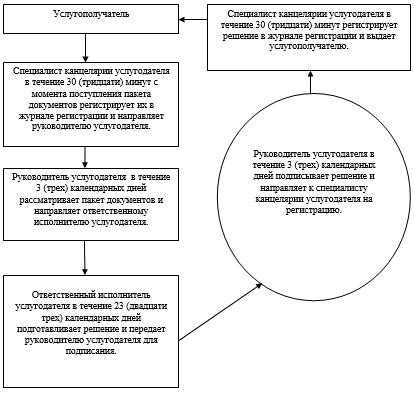 Услугополучатель
Специалист канцелярии услугодателя
в течение 30 (тридцати) минут с
момента поступления пакета
документов регистрирует их в
журнале регистрации и направляет
руководителю услугодателя.
Руководитель услугодателя в течение
3 (трех) календарных дней
рассматривает пакет документов и
направляет ответственному
исполнителю услугодателя.
Ответственный исполнитель
услугодателя в течение 23 (двадцати
трех) календарных дней
подготавливает решение и передает
руководителю услугодателя для
подписания.
Руководитель услугодателя в
течение 3 (трех) календарных
дней подписывает решение и
направляет к специалисту
канцелярии услугодателя на
регистрацию.
Специалист канцелярии услугодателя в
течение 30 (тридцати) минут регистрирует
решение в журнале регистрации и выдает
услугополучателю.